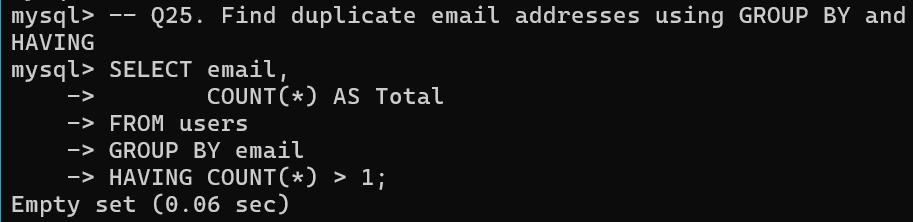 mysql> -- Q25. Find duplicate email addresses using GROUP BY and
HAVING
mysql> SELECT email,
    ->        COUNT(*) AS Total
    -> FROM users
    -> GROUP BY email
    -> HAVING COUNT(*) > 1;
Empty set (0.06 sec)